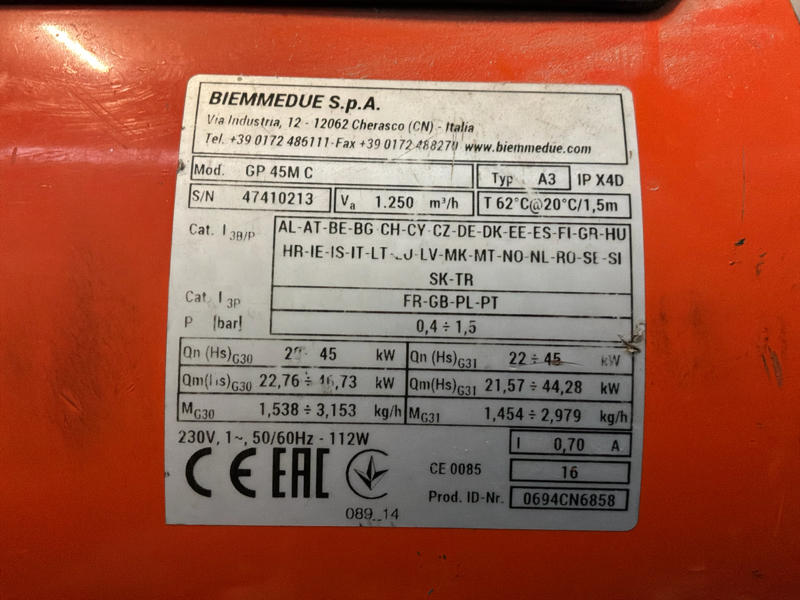 BIEMMEDUE S.p.A.
Via Industria, 12 - 12062 Cherasco (CN) - Italia
Tel. +39 0172 486111-Fax +39 0172 488270 www.biemmedue.com
Mod. GP 45M C Typ A3 IP X4D
S/N 47410213 Va 1.250 m³/h T 62°C@20°C/1,5m
Cat. I 3B/P AL-AT-BE-BG CH-CY-CZ-DE-DK-EE-ES-FI-GR-HU
HR-IE-IS-IT-LT- -LV-MK-MT-NO-NL-RO-SE-SI
SK-TR
Cat. I 3P FR-GB-PL-PT
P [bar] 0,4 ÷ 1,5
Qn (Hs)G30 45 kW Qn (Hs)G31 22 ÷ 45 kW
Qm(Hs)G30 22,76 ÷ 46,73 kW Qm(Hs)G31 21,57 ÷ 44,28 kW
MG30 1,538 ÷ 3,153 kg/h MG31 1,454 ÷ 2,979 kg/h
230V, 1~, 50/60Hz - 112W I 0,70 A
CE EAC CE 0085 16
089_14 Prod. ID-Nr. 0694CN6858